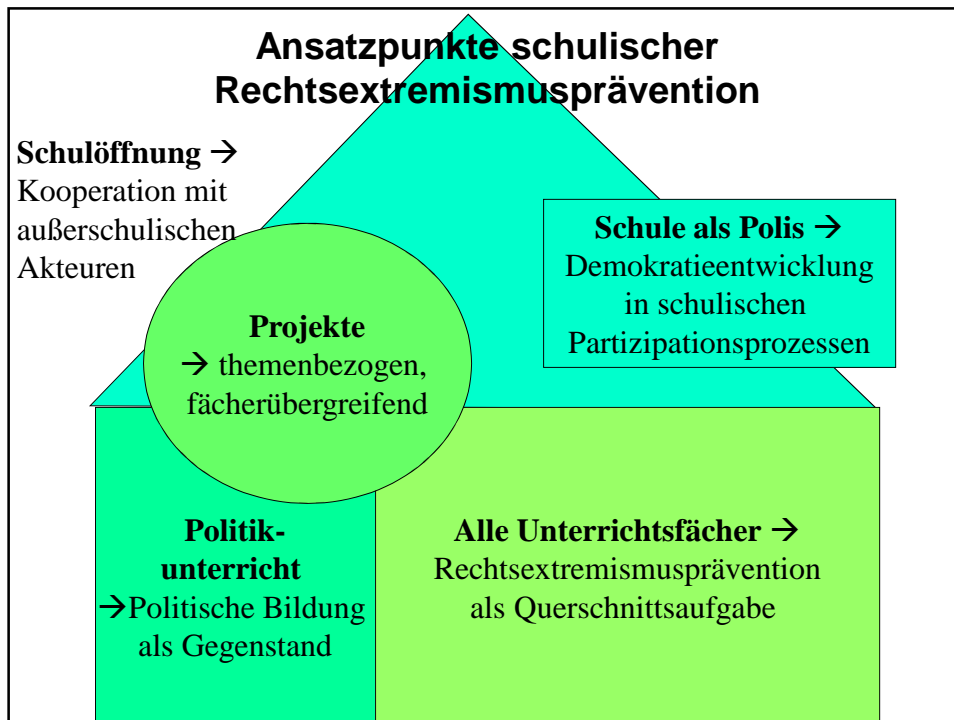 Ansatzpunkte schulischer
Rechtsextremismusprävention
Schulöffnung →
Kooperation mit
außerschulischen
Akteuren
Schule als Polis →
Demokratieentwicklung
in schulischen
Partizipationsprozessen
Projekte
→ themenbezogen,
fächerübergreifend
Politik-
unterricht
→Politische Bildung
als Gegenstand
Alle Unterrichtsfächer →
Rechtsextremismusprävention
als Querschnittsaufgabe